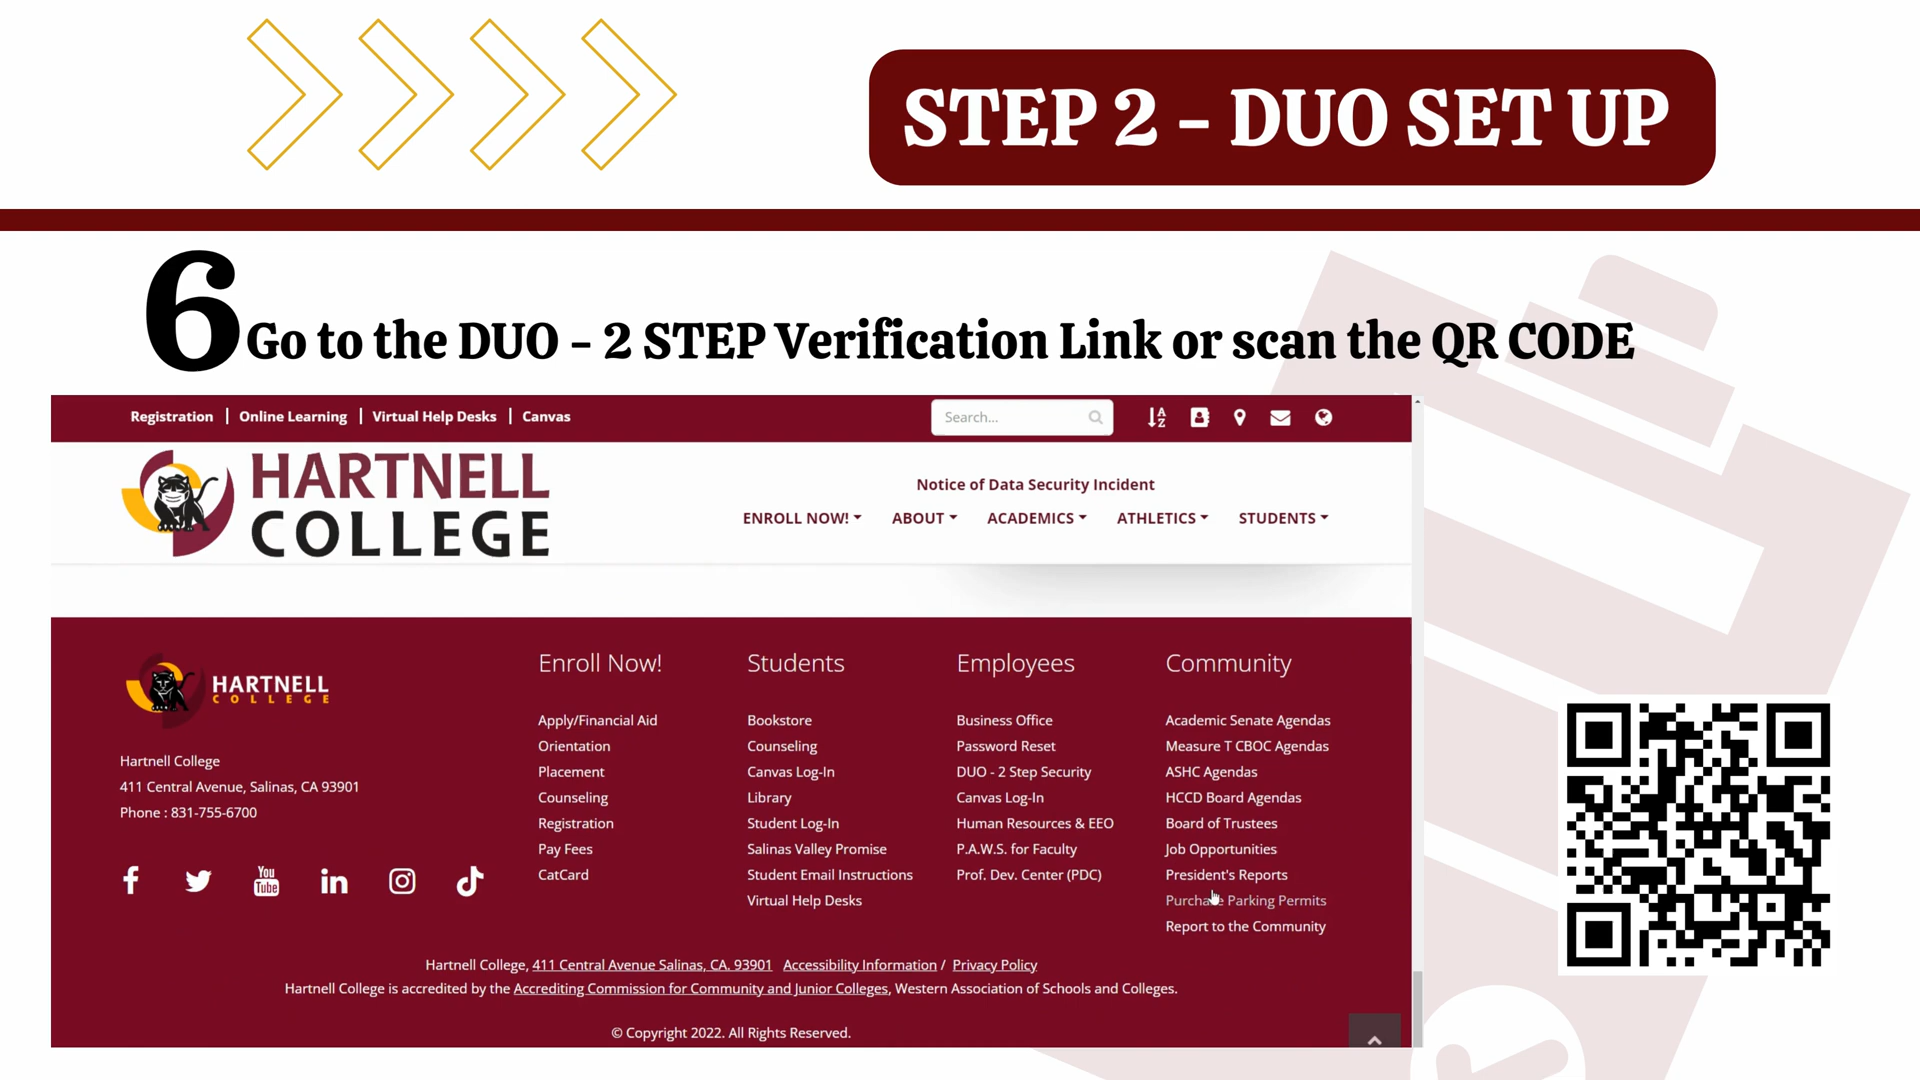 STEP 2 - DUO SET UP
6 Go to the DUO - 2 STEP Verification Link or scan the QR CODE
Registration | Online Learning | Virtual Help Desks | Canvas
Search...
HARTNELL
COLLEGE
Notice of Data Security Incident
ENROLL NOW! ABOUT ACADEMICS ATHLETICS STUDENTS
HARTNELL
COLLEGE
Hartnell College
411 Central Avenue, Salinas, CA 93901
Phone : 831-755-6700
You
Tube
Enroll Now!
Apply/Financial Aid
Orientation
Placement
Counseling
Registration
Pay Fees
CatCard
Students
Bookstore
Counseling
Canvas Log-In
Library
Student Log-In
Salinas Valley Promise
Student Email Instructions
Virtual Help Desks
Employees
Business Office
Password Reset
DUO - 2 Step Security
Canvas Log-In
Human Resources & EEO
P.A.W.S. for Faculty
Prof. Dev. Center (PDC)
Community
Academic Senate Agendas
Measure T CBOC Agendas
ASHC Agendas
HCCD Board Agendas
Board of Trustees
Job Opportunities
President's Reports
Purchase Parking Permits
Report to the Community
Hartnell College, 411 Central Avenue Salinas, CA. 93901 Accessibility Information / Privacy Policy
Hartnell College is accredited by the Accrediting Commission for Community and Junior Colleges, Western Association of Schools and Colleges.
© Copyright 2022. All Rights Reserved.